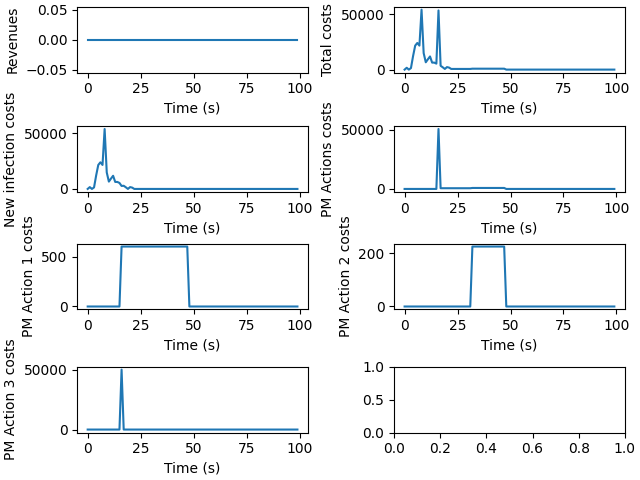 Revenues
0.05
0.00
−0.05
0 25 50 75 100
Time (s)
Total costs
50000
0
0 25 50 75 100
Time (s)
New infection costs
50000
0
0 25 50 75 100
Time (s)
PM Actions costs
50000
0
0 25 50 75 100
Time (s)
PM Action 1 costs
500
0
0 25 50 75 100
Time (s)
PM Action 2 costs
200
0
0 25 50 75 100
Time (s)
PM Action 3 costs
50000
0
0 25 50 75 100
Time (s)
1.0
0.5
0.0
0.0 0.2 0.4 0.6 0.8 1.0